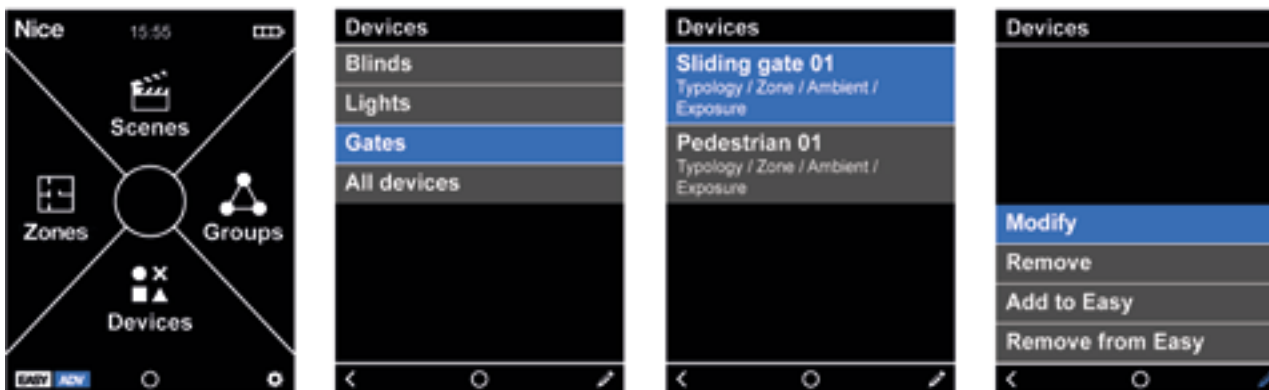 Nice 15:55
Scenes
Zones
Groups
Devices
EASY ADV
Devices
Blinds
Lights
Gates
All devices
Devices
Sliding gate 01
Typology / Zone / Ambient /
Exposure
Pedestrian 01
Typology / Zone / Ambient /
Exposure
Devices
Modify
Remove
Add to Easy
Remove from Easy